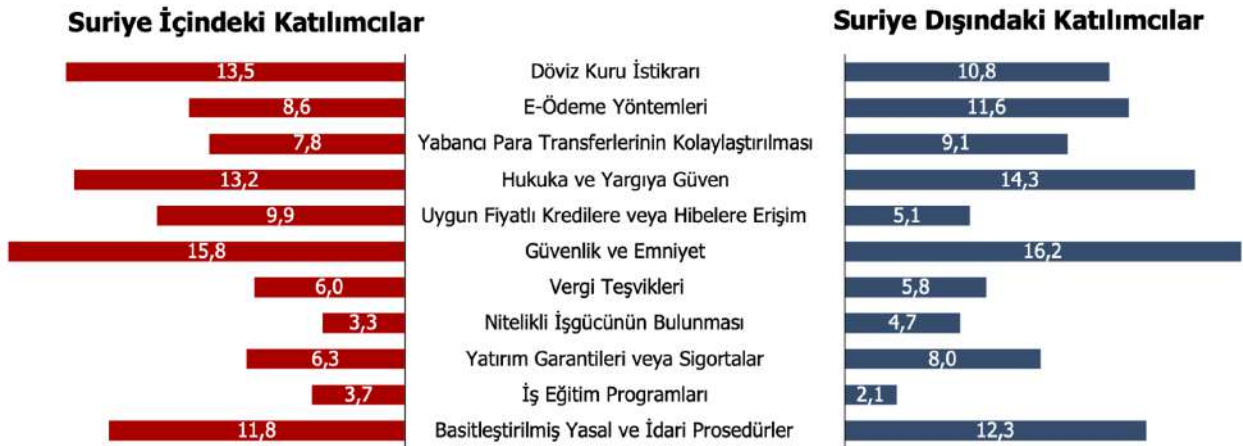 Suriye İçindeki Katılımcılar
Suriye Dışındaki Katılımcılar
13,5 Döviz Kuru İstikrarı 10,8
8,6 E-Ödeme Yöntemleri 11,6
7,8 Yabancı Para Transferlerinin Kolaylaştırılması 9,1
13,2 Hukuka ve Yargıya Güven 14,3
9,9 Uygun Fiyatlı Kredilere veya Hibelere Erişim 5,1
15,8 Güvenlik ve Emniyet 16,2
6,0 Vergi Teşvikleri 5,8
3,3 Nitelikli İşgücünün Bulunması 4,7
6,3 Yatırım Garantileri veya Sigortalar 8,0
3,7 İş Eğitim Programları 2,1
11,8 Basitleştirilmiş Yasal ve İdari Prosedürler 12,3